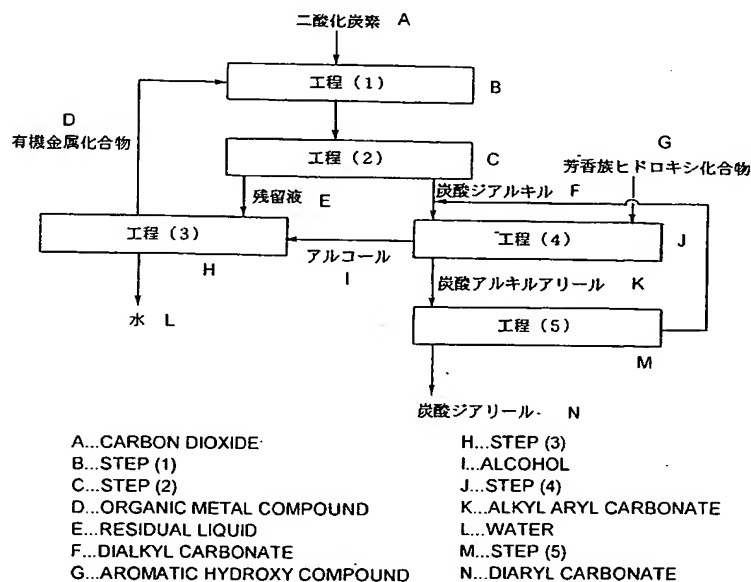 二酸化炭素 A
工程(1)
B
D
有機金属化合物
工程(2)
C
G
芳香族ヒドロキシ化合物
残留液 E
炭酸ジアルキル F
工程(3)
H
アルコール
I
工程(4)
J
炭酸アルキルアリール K
水 L
工程(5)
M
炭酸ジアリール N
A...CARBON DIOXIDE
B...STEP (1)
C...STEP (2)
D...ORGANIC METAL COMPOUND
E...RESIDUAL LIQUID
F...DIALKYL CARBONATE
G...AROMATIC HYDROXY COMPOUND
H...STEP (3)
I...ALCOHOL
J...STEP (4)
K...ALKYL ARYL CARBONATE
L...WATER
M...STEP (5)
N...DIARYL CARBONATE